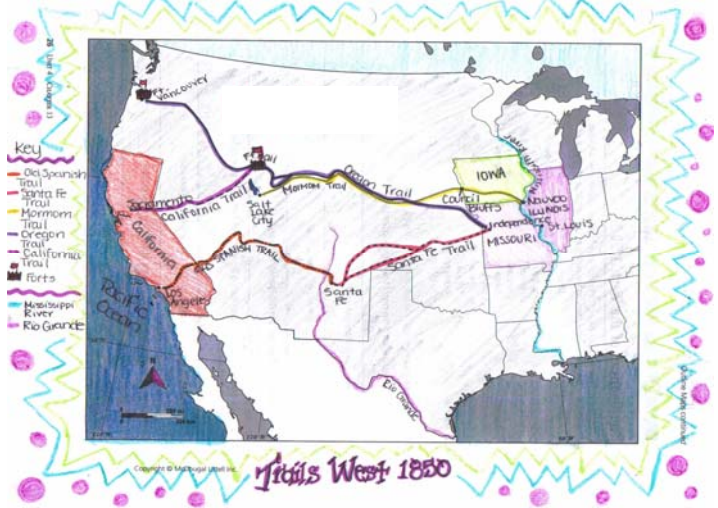 Ft. Vancouver
Key
Old Spanish
Trail
Santa Fe
Trail
Mormom
Trail
Oregon
Trail
California
Trail
Forts
Mississippi
River
Rio Grande
Sacramento
California Trail
Salt
Lake
City
Mormom Trail
Oregon Trail
IOWA
Council
Bluffs
NAUVOO
ILLINOIS
Independence
St. Louis
MISSOURI
California
Los
Angeles
OLD SPANISH TRAIL
Santa Fe Trail
Santa
Fe
Pacific
Ocean
N
Rio Grande
Copyright © McDougal Littell Inc.
Trails West 1850